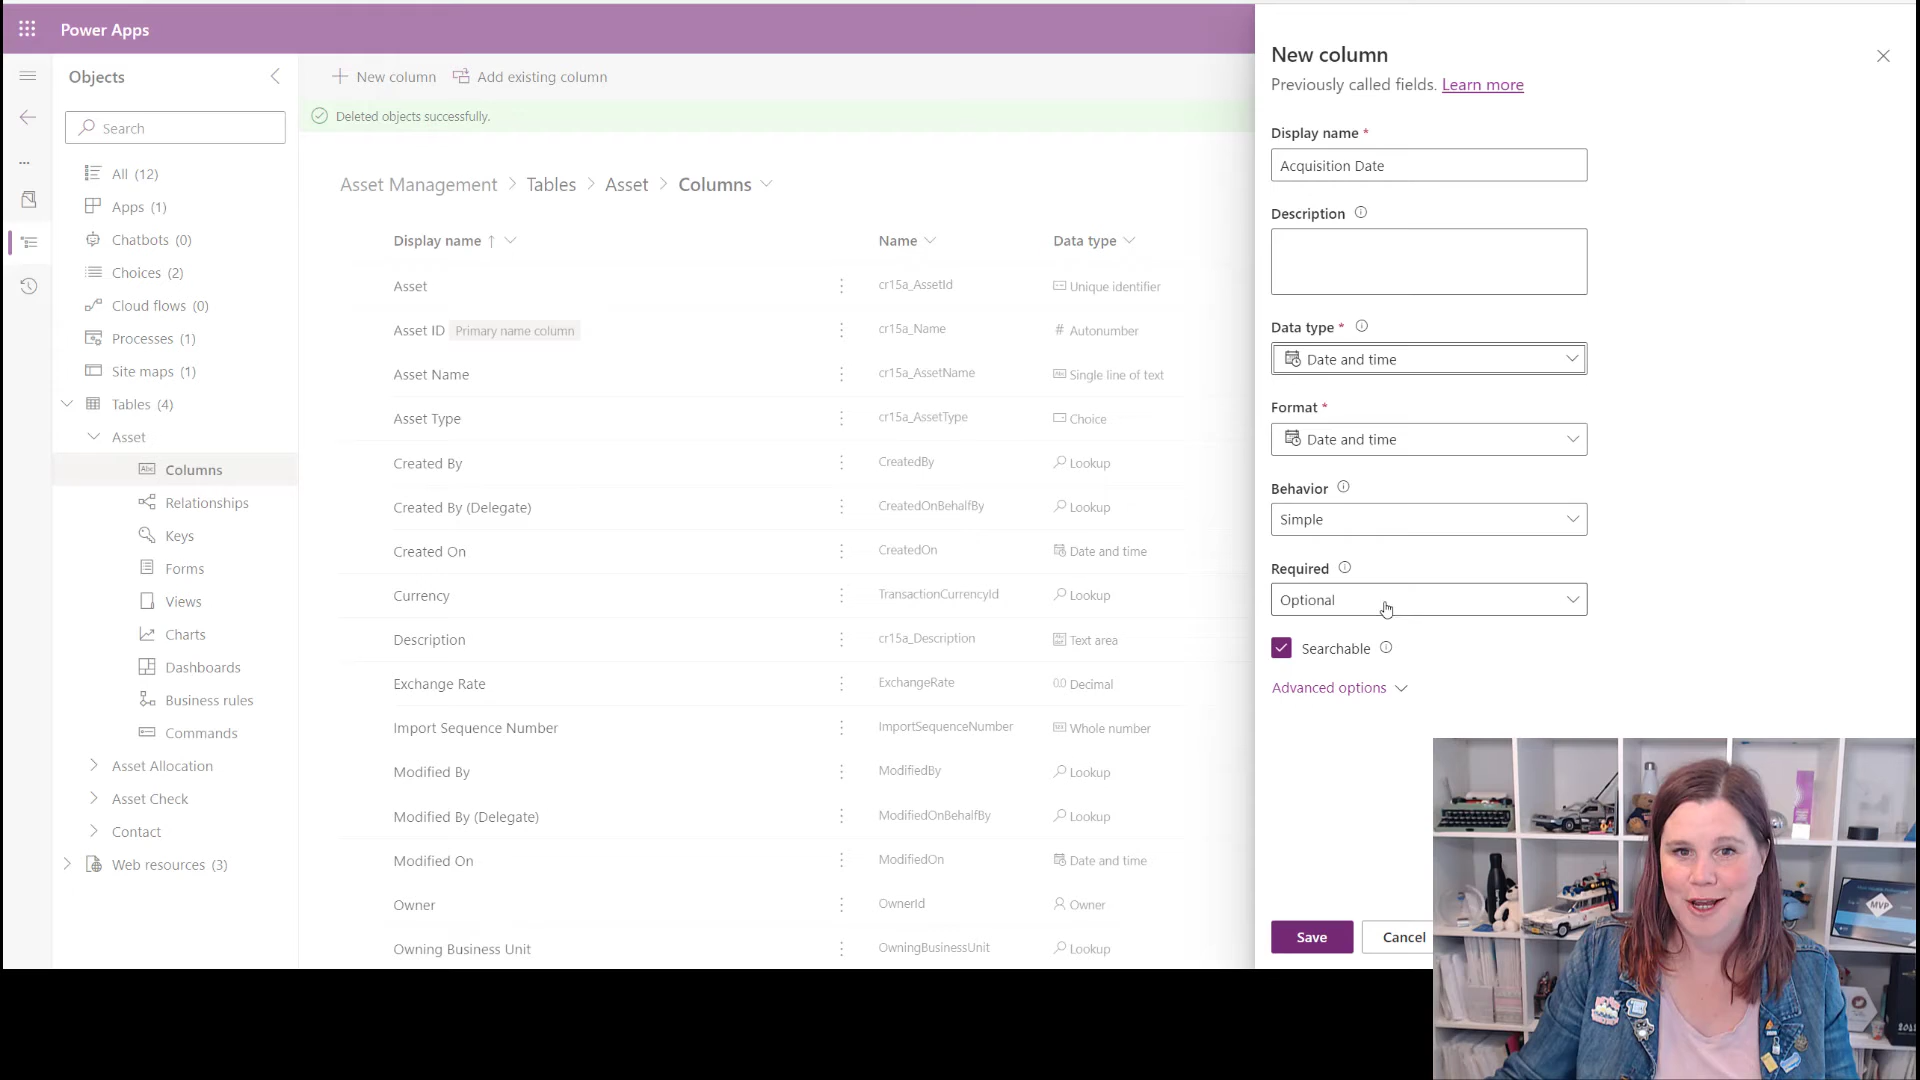 Power Apps
Objects
Search
All (12)
Apps (1)
Chatbots (0)
Choices (2)
Cloud flows (0)
Processes (1)
Site maps (1)
Tables (4)
Asset
Columns
Relationships
Keys
Forms
Views
Charts
Dashboards
Business rules
Commands
Asset Allocation
Asset Check
Contact
Web resources (3)
New column
Add existing column
Deleted objects successfully.
Asset Management > Tables > Asset > Columns
Display name ↑ Name Data type
Asset cr15a_AssetId Unique identifier
Asset ID Primary name column cr15a_Name Autonumber
Asset Name cr15a_AssetName Single line of text
Asset Type cr15a_AssetType Choice
Created By CreatedBy Lookup
Created By (Delegate) CreatedOnBehalfBy Lookup
Created On CreatedOn Date and time
Currency TransactionCurrencyId Lookup
Description cr15a_Description Text area
Exchange Rate ExchangeRate Decimal
Import Sequence Number ImportSequenceNumber Whole number
Modified By ModifiedBy Lookup
Modified By (Delegate) ModifiedOnBehalfBy Lookup
Modified On ModifiedOn Date and time
Owner OwnerId Owner
Owning Business Unit OwningBusinessUnit Lookup
New column
Previously called fields. Learn more
Display name *
Acquisition Date
Description
Data type *
Date and time
Format *
Date and time
Behavior
Simple
Required
Optional
Searchable
Advanced options
Save
Cancel
MVP